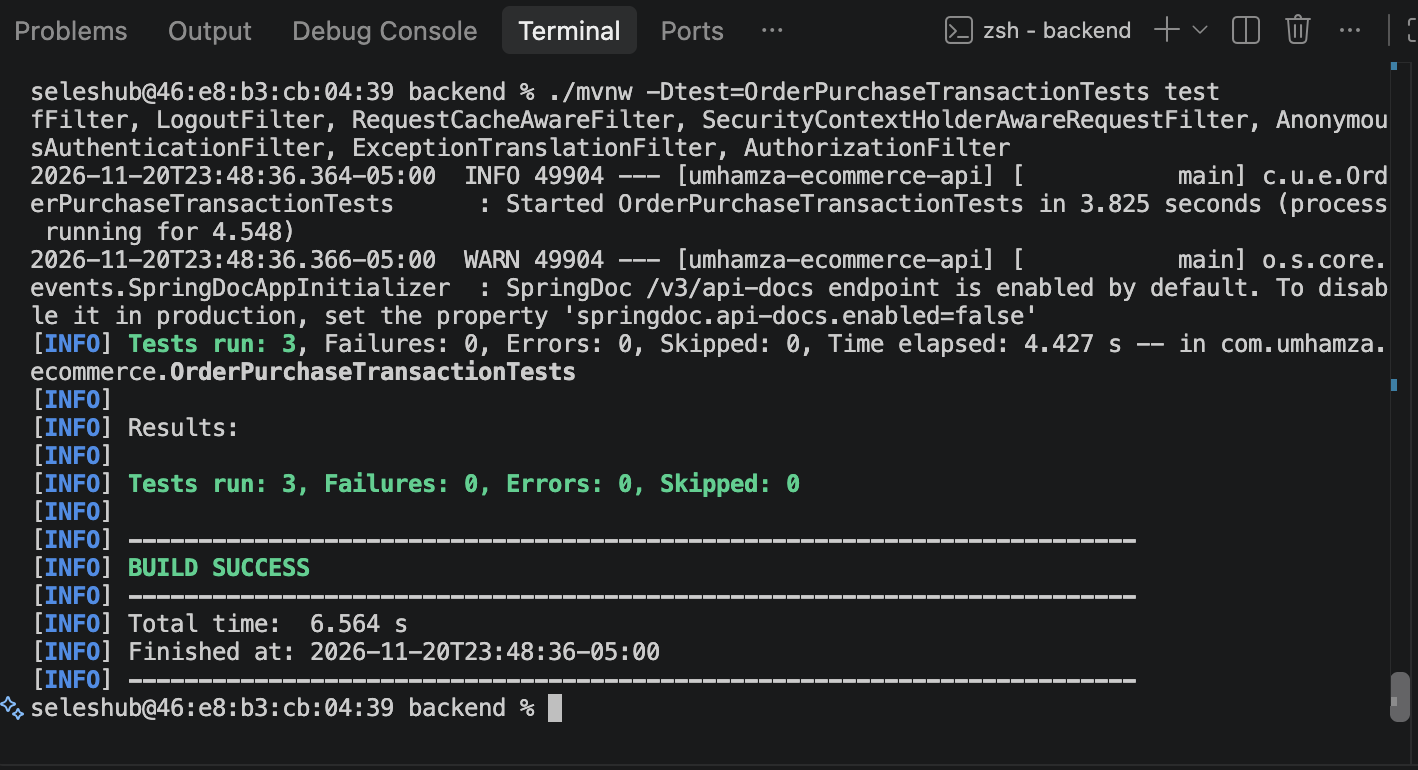 Problems Output Debug Console Terminal Ports ··· zsh - backend ···
seleshub@46:e8:b3:cb:04:39 backend % ./mvnw -Dtest=OrderPurchaseTransactionTests test
fFilter, LogoutFilter, RequestCacheAwareFilter, SecurityContextHolderAwareRequestFilter, Anonymou
sAuthenticationFilter, ExceptionTranslationFilter, AuthorizationFilter
2026-11-20T23:48:36.364-05:00  INFO 49904 --- [umhamza-ecommerce-api] [           main] c.u.e.Ord
erPurchaseTransactionTests      : Started OrderPurchaseTransactionTests in 3.825 seconds (process
 running for 4.548)
2026-11-20T23:48:36.366-05:00  WARN 49904 --- [umhamza-ecommerce-api] [           main] o.s.core.
events.SpringDocAppInitializer  : SpringDoc /v3/api-docs endpoint is enabled by default. To disab
le it in production, set the property 'springdoc.api-docs.enabled=false'
[INFO] Tests run: 3, Failures: 0, Errors: 0, Skipped: 0, Time elapsed: 4.427 s -- in com.umhamza.
ecommerce.OrderPurchaseTransactionTests
[INFO]
[INFO] Results:
[INFO]
[INFO] Tests run: 3, Failures: 0, Errors: 0, Skipped: 0
[INFO]
[INFO] ------------------------------------------------------------------------
[INFO] BUILD SUCCESS
[INFO] ------------------------------------------------------------------------
[INFO] Total time:  6.564 s
[INFO] Finished at: 2026-11-20T23:48:36-05:00
[INFO] ------------------------------------------------------------------------
seleshub@46:e8:b3:cb:04:39 backend %